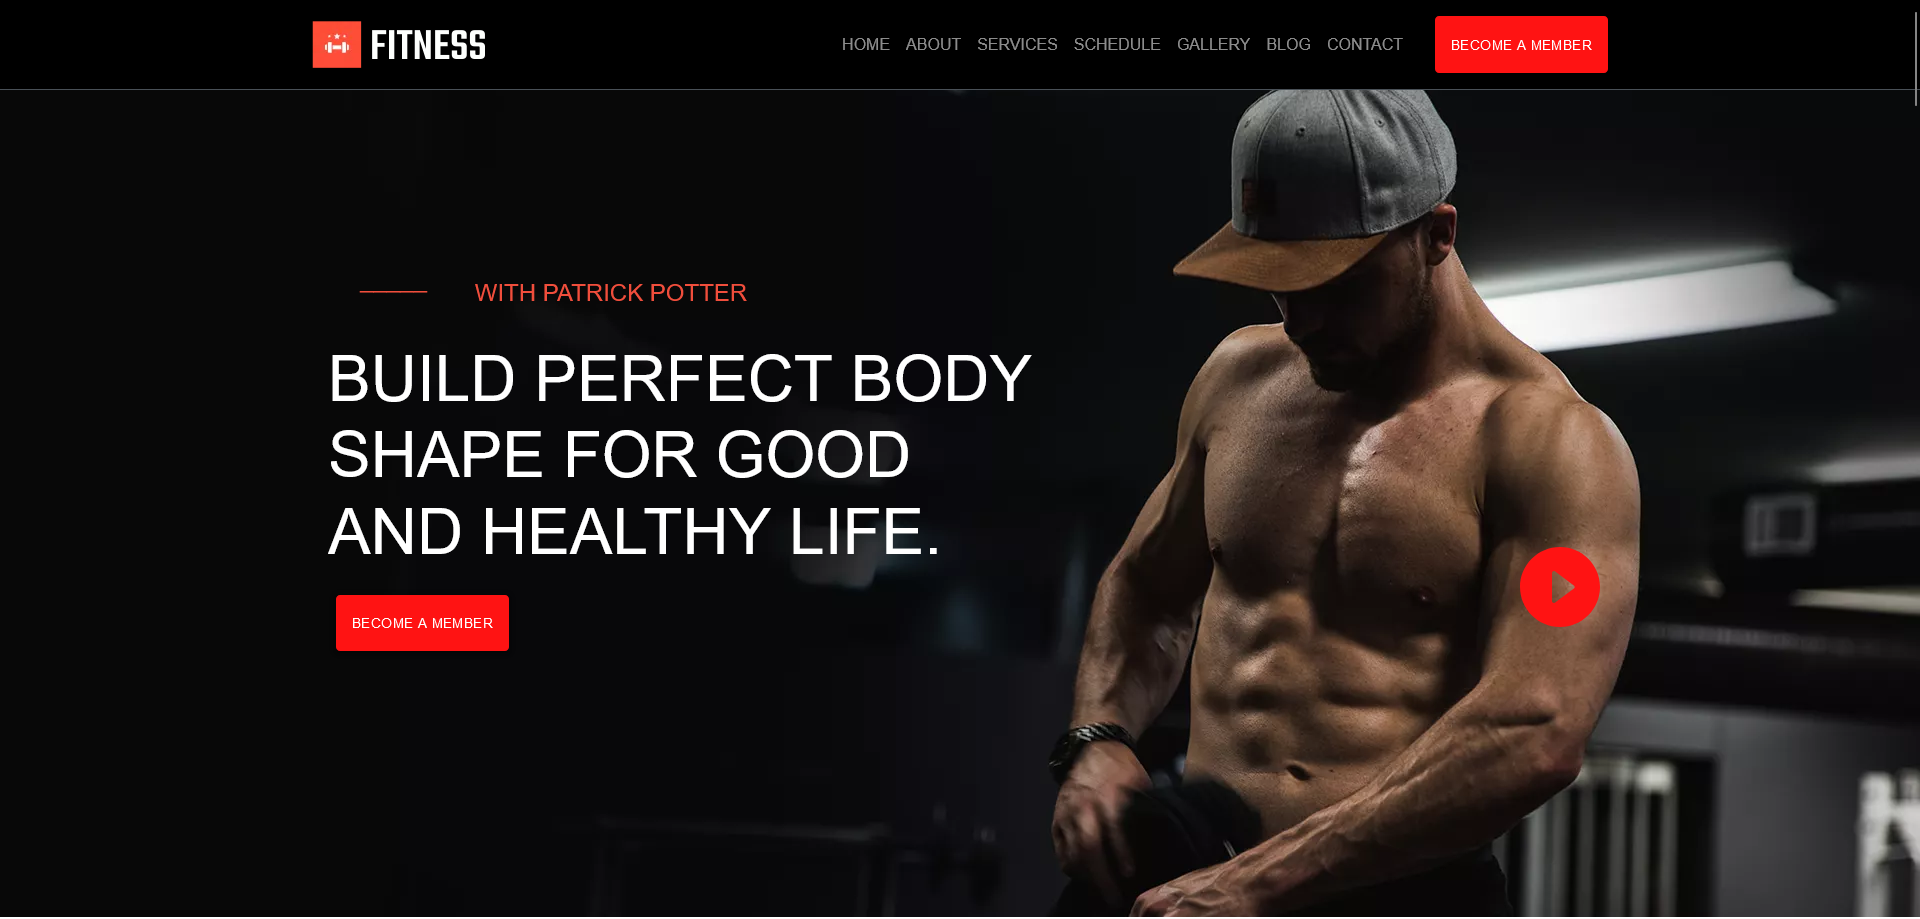 FITNESS
HOME ABOUT SERVICES SCHEDULE GALLERY BLOG CONTACT BECOME A MEMBER
WITH PATRICK POTTER
BUILD PERFECT BODY
SHAPE FOR GOOD
AND HEALTHY LIFE.
BECOME A MEMBER